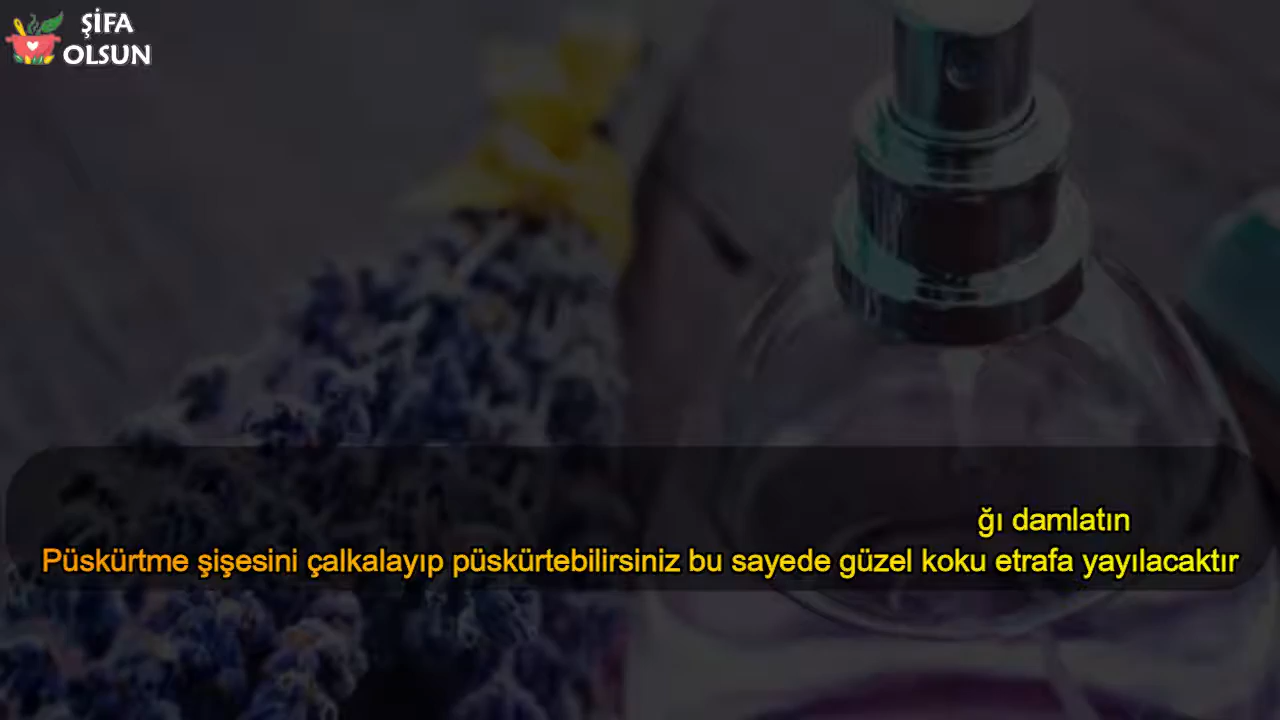 ŞİFA
OLSUN
ğı damlatın
Püskürtme şişesini çalkalayıp püskürtebilirsiniz bu sayede güzel koku etrafa yayılacaktır